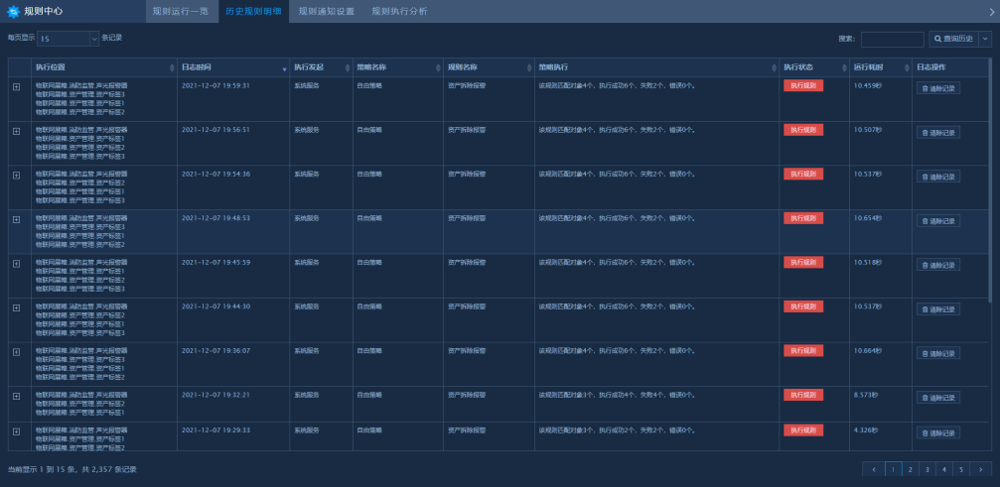 规则中心 规则运行一览 历史规则明细 规则通知设置 规则执行分析
每页显示 15 条记录 搜索: 查询历史
执行位置 日志时间 执行发起 策略名称 规则名称 策略执行 执行状态 运行耗时 日志操作
物联网展箱.消防监管.声光报警器 2021-12-07 19:59:31 系统服务 自由策略 资产拆除报警 该规则匹配对象4个，执行成功6个，失败2个，错误0个。 执行规则 10.459秒 清除记录
物联网展箱.资产管理.资产标签3
物联网展箱.资产管理.资产标签1
物联网展箱.资产管理.资产标签2
物联网展箱.消防监管.声光报警器 2021-12-07 19:56:51 系统服务 自由策略 资产拆除报警 该规则匹配对象4个，执行成功6个，失败2个，错误0个。 执行规则 10.507秒 清除记录
物联网展箱.资产管理.资产标签1
物联网展箱.资产管理.资产标签2
物联网展箱.资产管理.资产标签3
物联网展箱.消防监管.声光报警器 2021-12-07 19:54:36 系统服务 自由策略 资产拆除报警 该规则匹配对象4个，执行成功6个，失败2个，错误0个。 执行规则 10.537秒 清除记录
物联网展箱.资产管理.资产标签2
物联网展箱.资产管理.资产标签1
物联网展箱.资产管理.资产标签3
物联网展箱.消防监管.声光报警器 2021-12-07 19:48:53 系统服务 自由策略 资产拆除报警 该规则匹配对象4个，执行成功6个，失败2个，错误0个。 执行规则 10.654秒 清除记录
物联网展箱.资产管理.资产标签3
物联网展箱.资产管理.资产标签1
物联网展箱.资产管理.资产标签2
物联网展箱.消防监管.声光报警器 2021-12-07 19:45:59 系统服务 自由策略 资产拆除报警 该规则匹配对象4个，执行成功6个，失败2个，错误0个。 执行规则 10.518秒 清除记录
物联网展箱.资产管理.资产标签1
物联网展箱.资产管理.资产标签2
物联网展箱.资产管理.资产标签3
物联网展箱.消防监管.声光报警器 2021-12-07 19:44:30 系统服务 自由策略 资产拆除报警 该规则匹配对象4个，执行成功6个，失败2个，错误0个。 执行规则 10.537秒 清除记录
物联网展箱.资产管理.资产标签2
物联网展箱.资产管理.资产标签1
物联网展箱.资产管理.资产标签3
物联网展箱.消防监管.声光报警器 2021-12-07 19:36:07 系统服务 自由策略 资产拆除报警 该规则匹配对象4个，执行成功6个，失败2个，错误0个。 执行规则 10.664秒 清除记录
物联网展箱.资产管理.资产标签3
物联网展箱.资产管理.资产标签1
物联网展箱.资产管理.资产标签2
物联网展箱.消防监管.声光报警器 2021-12-07 19:32:21 系统服务 自由策略 资产拆除报警 该规则匹配对象3个，执行成功4个，失败4个，错误0个。 执行规则 8.573秒 清除记录
物联网展箱.资产管理.资产标签2
物联网展箱.资产管理.资产标签1
物联网展箱.消防监管.声光报警器 2021-12-07 19:29:33 系统服务 自由策略 资产拆除报警 该规则匹配对象3个，执行成功2个，失败2个，错误0个。 执行规则 4.326秒 清除记录
物联网展箱.资产管理.资产标签1
物联网展箱.资产管理.资产标签2
当前显示 1 到 15 条，共 2,357 条记录 ‹ 1 2 3 4 5 ›